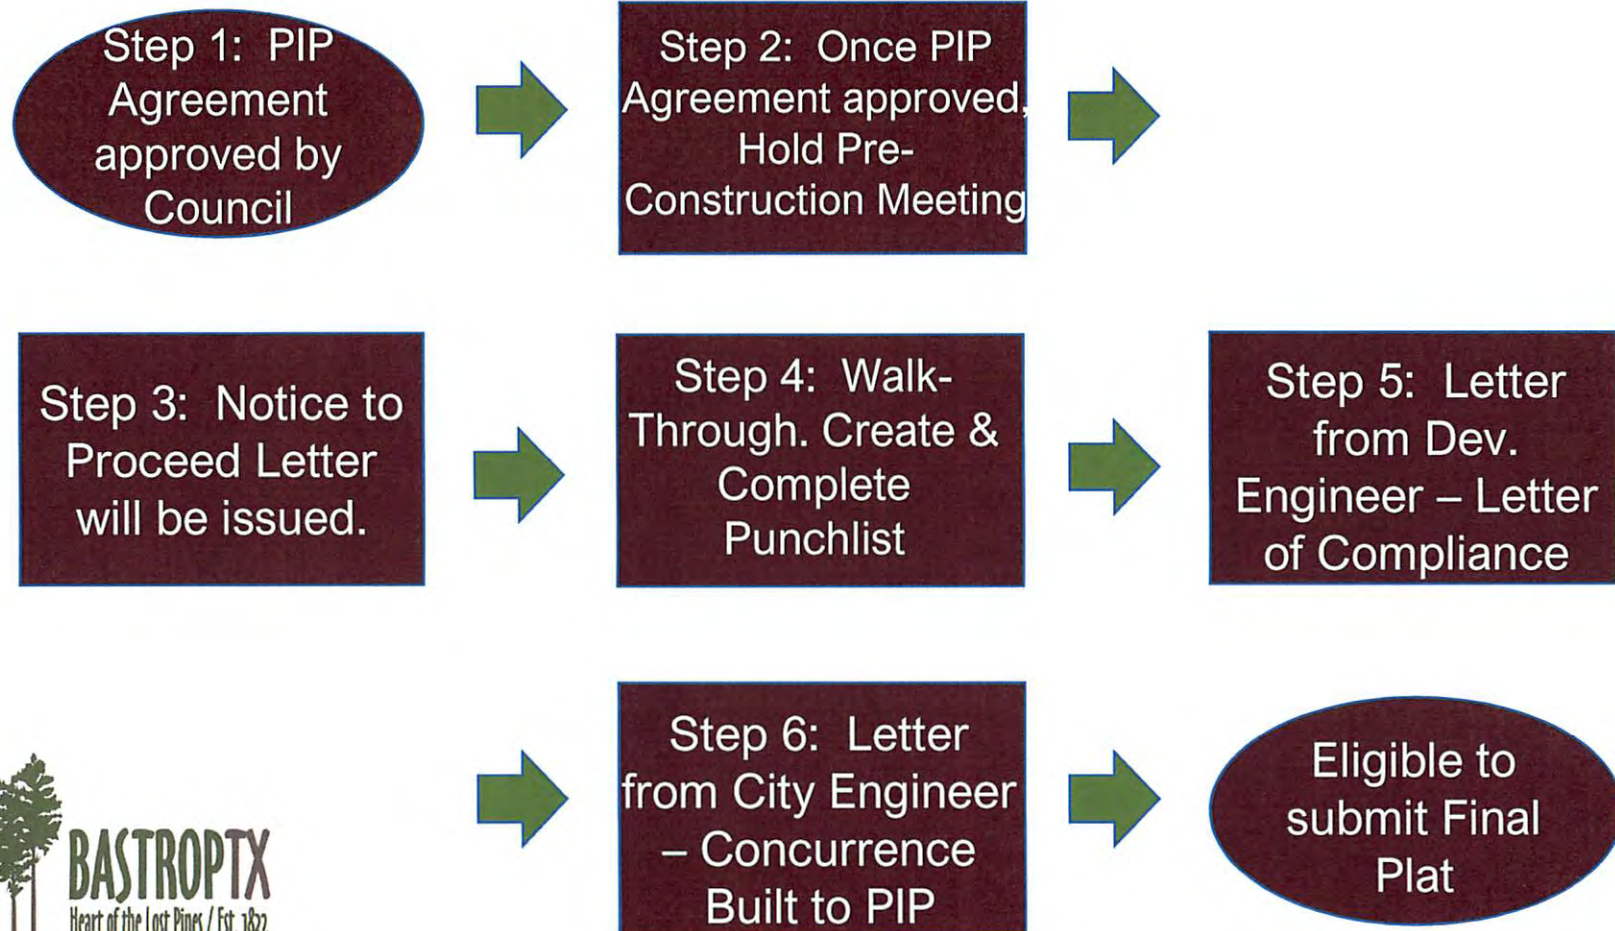 Step 1: PIP
Agreement
approved by
Council
Step 2: Once PIP
Agreement approved,
Hold Pre-
Construction Meeting
Step 3: Notice to
Proceed Letter
will be issued.
Step 4: Walk-
Through. Create &
Complete
Punchlist
Step 5: Letter
from Dev.
Engineer – Letter
of Compliance
Step 6: Letter
from City Engineer
– Concurrence
Built to PIP
Eligible to
submit Final
Plat
BASTROPTX
Heart of the Lost Pines / Est. 1832